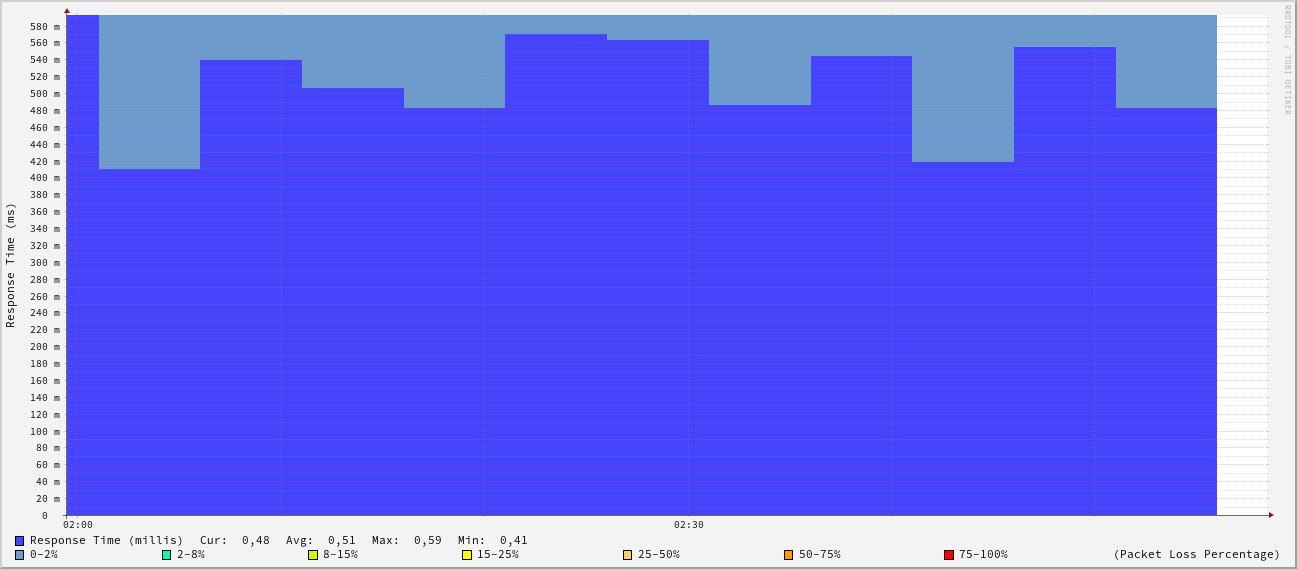 RRDTOOL / TOBI OETIKER
Response Time (ms)
580 m
560 m
540 m
520 m
500 m
480 m
460 m
440 m
420 m
400 m
380 m
360 m
340 m
320 m
300 m
280 m
260 m
240 m
220 m
200 m
180 m
160 m
140 m
120 m
100 m
80 m
60 m
40 m
20 m
0
02:00 02:30
Response Time (millis) Cur: 0,48 Avg: 0,51 Max: 0,59 Min: 0,41
0-2% 2-8% 8-15% 15-25% 25-50% 50-75% 75-100% (Packet Loss Percentage)